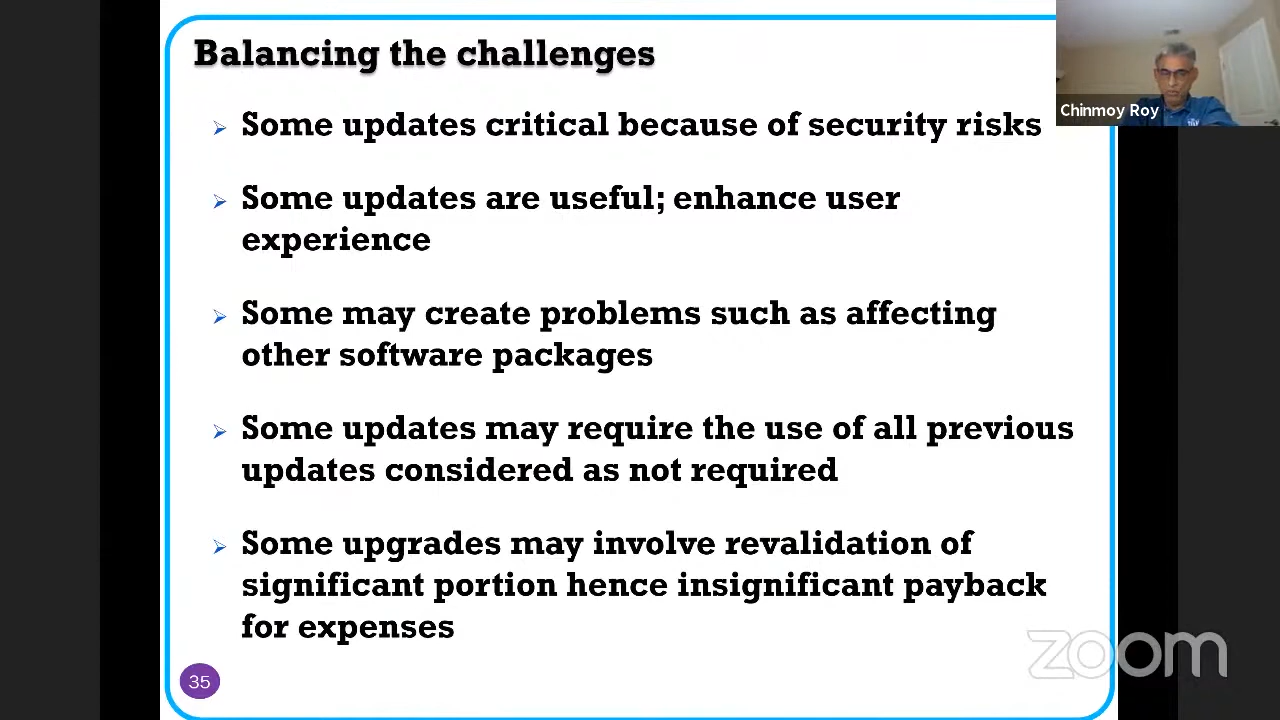 Balancing the challenges
Chinmoy Roy
Some updates critical because of security risks
Some updates are useful; enhance user
experience
Some may create problems such as affecting
other software packages
Some updates may require the use of all previous
updates considered as not required
Some upgrades may involve revalidation of
significant portion hence insignificant payback
for expenses
zoom
35